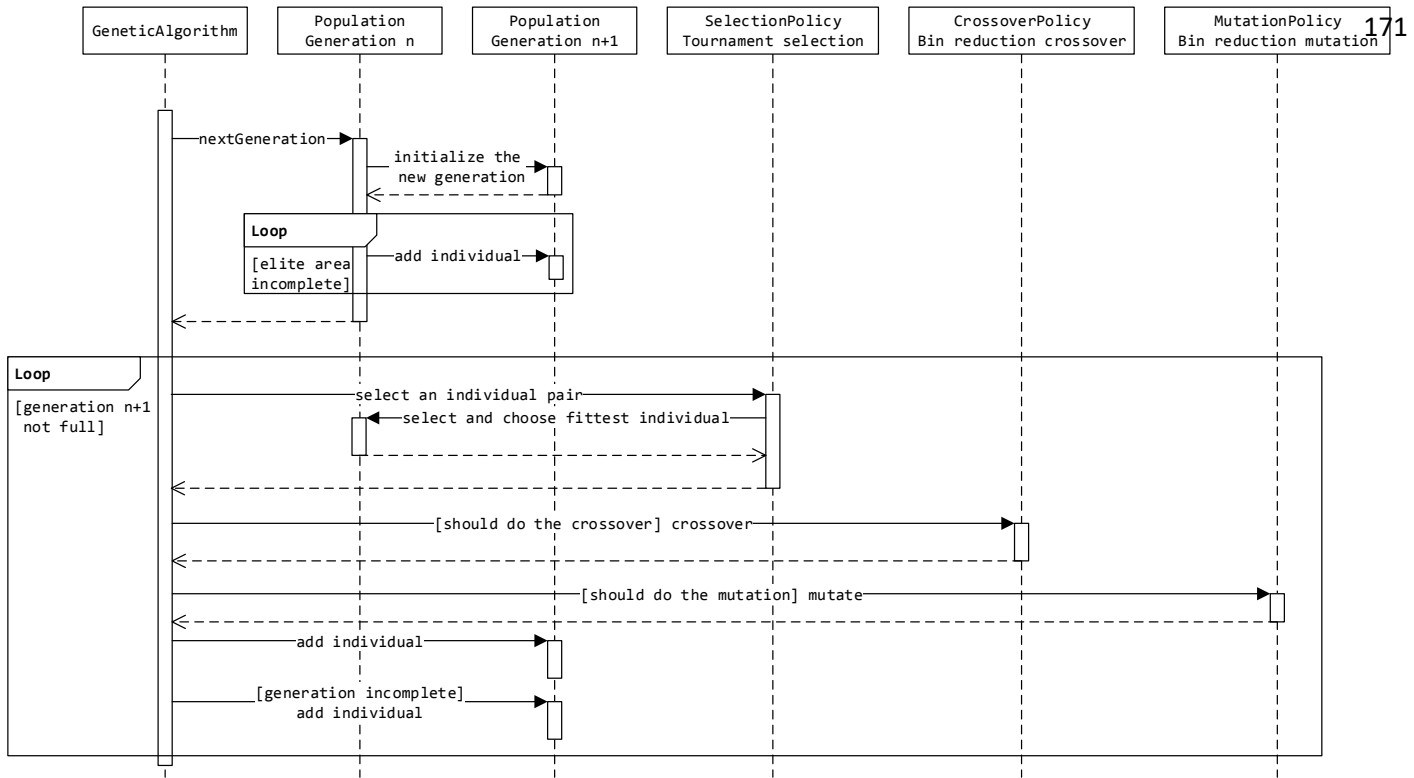 GeneticAlgorithm
Population
Generation n
Population
Generation n+1
SelectionPolicy
Tournament selection
CrossoverPolicy
Bin reduction crossover
MutationPolicy
Bin reduction mutation
171
nextGeneration
initialize the
new generation
Loop
[elite area
incomplete]
add individual
Loop
[generation n+1
not full]
select an individual pair
select and choose fittest individual
[should do the crossover] crossover
[should do the mutation] mutate
add individual
[generation incomplete]
add individual